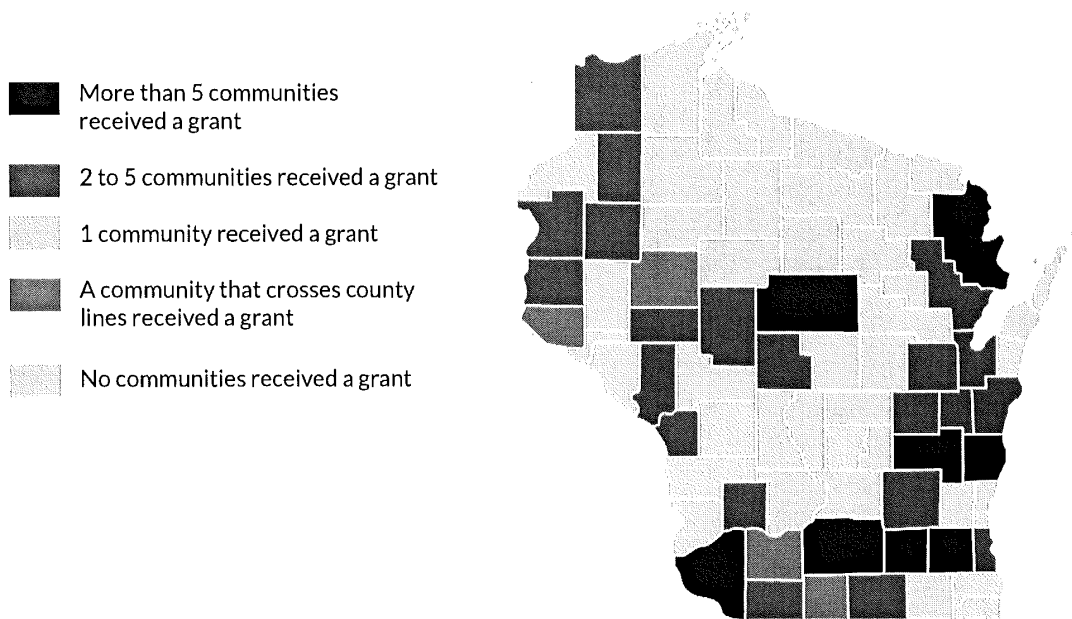 More than 5 communities
received a grant
2 to 5 communities received a grant
1 community received a grant
A community that crosses county
lines received a grant
No communities received a grant